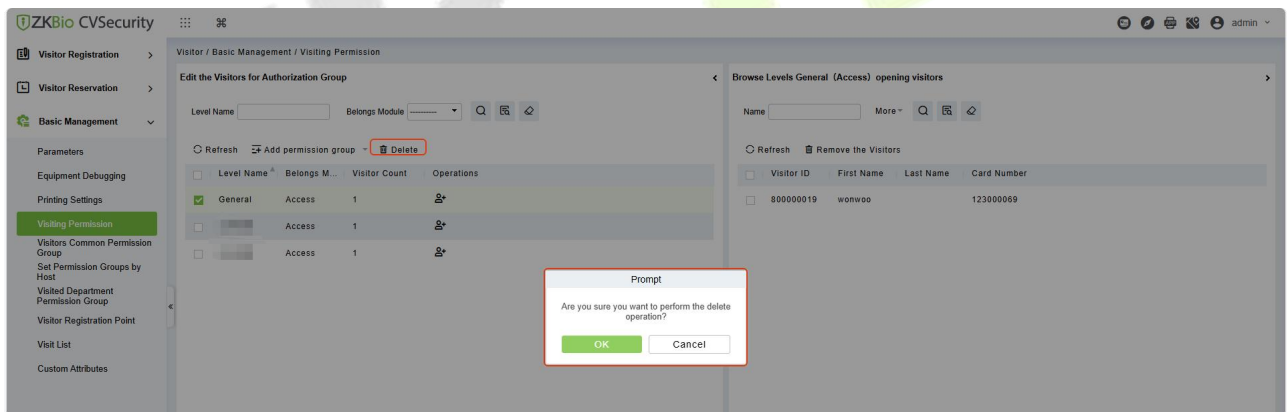 ZKBio CVSecurity
admin
Visitor Registration
Visitor Reservation
Basic Management
Parameters
Equipment Debugging
Printing Settings
Visiting Permission
Visitors Common Permission
Group
Set Permission Groups by
Host
Visited Department
Permission Group
Visitor Registration Point
Visit List
Custom Attributes
Visitor / Basic Management / Visiting Permission
Edit the Visitors for Authorization Group
Level Name Belongs Module ----------
Refresh Add permission group Delete
Level Name Belongs M... Visitor Count Operations
General Access 1
Access 1
Access 1
Browse Levels General (Access) opening visitors
Name More
Refresh Remove the Visitors
Visitor ID First Name Last Name Card Number
800000019 wonwoo 123000069
Prompt
Are you sure you want to perform the delete
operation?
OK Cancel